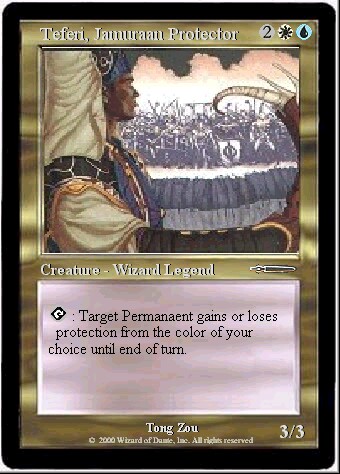 Teferi, Jamuraan Protector 2
Creature - Wizard Legend
: Target Permanaent gains or loses
protection from the color of your
choice until end of turn.
Tong Zou
© 2000 Wizard of Dante, Inc. All rights reserved
3/3